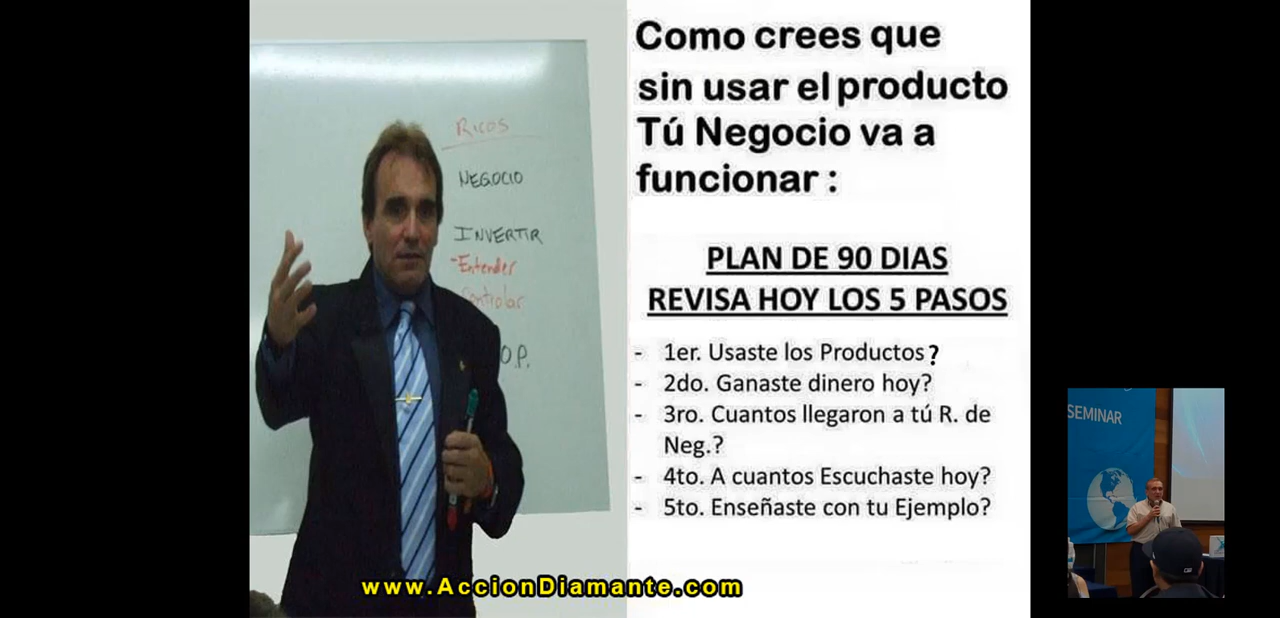 RICOS
NEGOCIO
INVERTIR
-Entender
Controlar
O.P.
Como crees que
sin usar el producto
Tú Negocio va a
funcionar :
PLAN DE 90 DIAS
REVISA HOY LOS 5 PASOS
- 1er. Usaste los Productos?
- 2do. Ganaste dinero hoy?
- 3ro. Cuantos llegaron a tú R. de
Neg.?
- 4to. A cuantos Escuchaste hoy?
- 5to. Enseñaste con tu Ejemplo?
www.AccionDiamante.com
SEMINAR